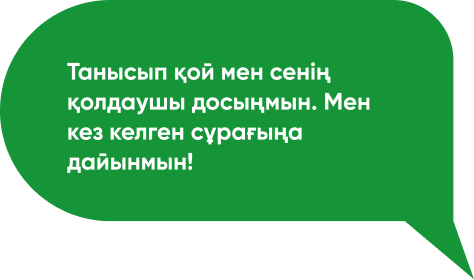 Танысып қой мен сенің
қолдаушы досыңмын. Мен
кез келген сұрағыңа
дайынмын!